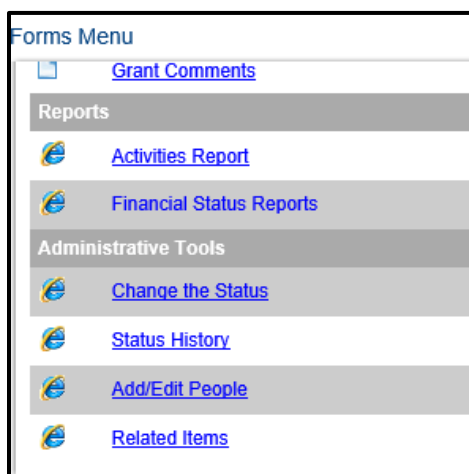 Forms Menu
Grant Comments
Reports
Activities Report
Financial Status Reports
Administrative Tools
Change the Status
Status History
Add/Edit People
Related Items